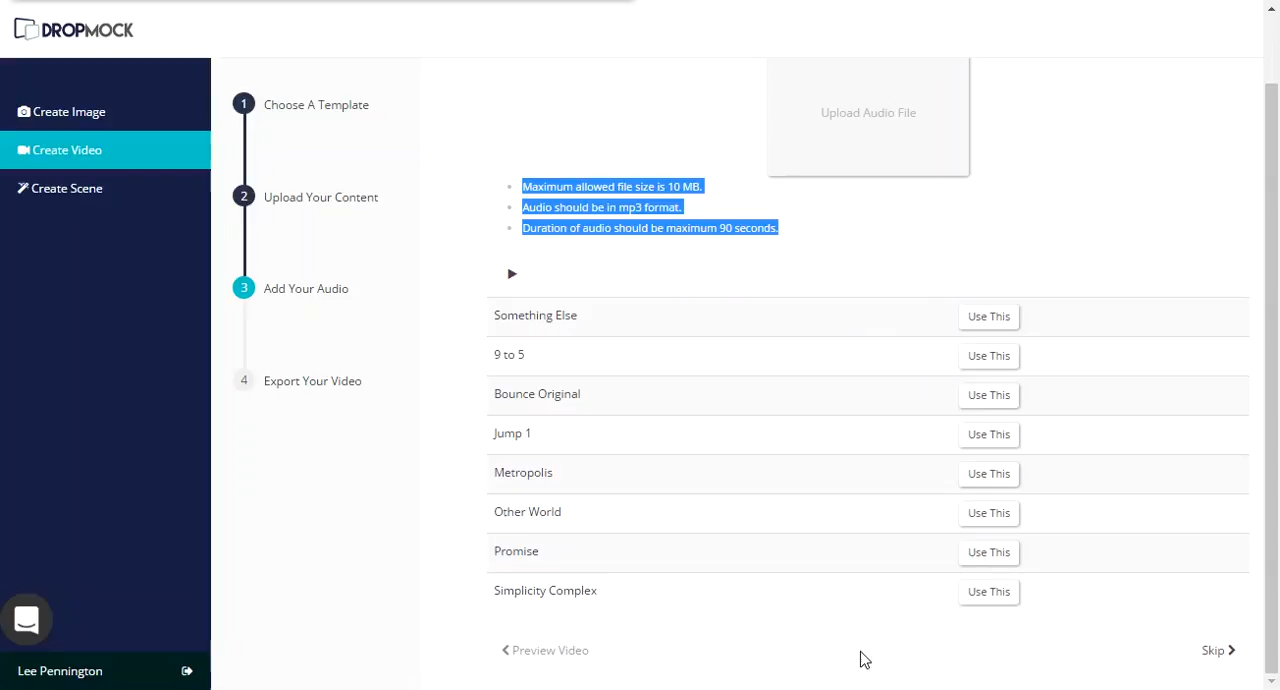 DROPMOCK
Create Image
Create Video
Create Scene
Lee Pennington
1 Choose A Template
2 Upload Your Content
3 Add Your Audio
4 Export Your Video
Upload Audio File
Maximum allowed file size is 10 MB.
Audio should be in mp3 format.
Duration of audio should be maximum 90 seconds.
Something Else Use This
9 to 5 Use This
Bounce Original Use This
Jump 1 Use This
Metropolis Use This
Other World Use This
Promise Use This
Simplicity Complex Use This
Preview Video Skip